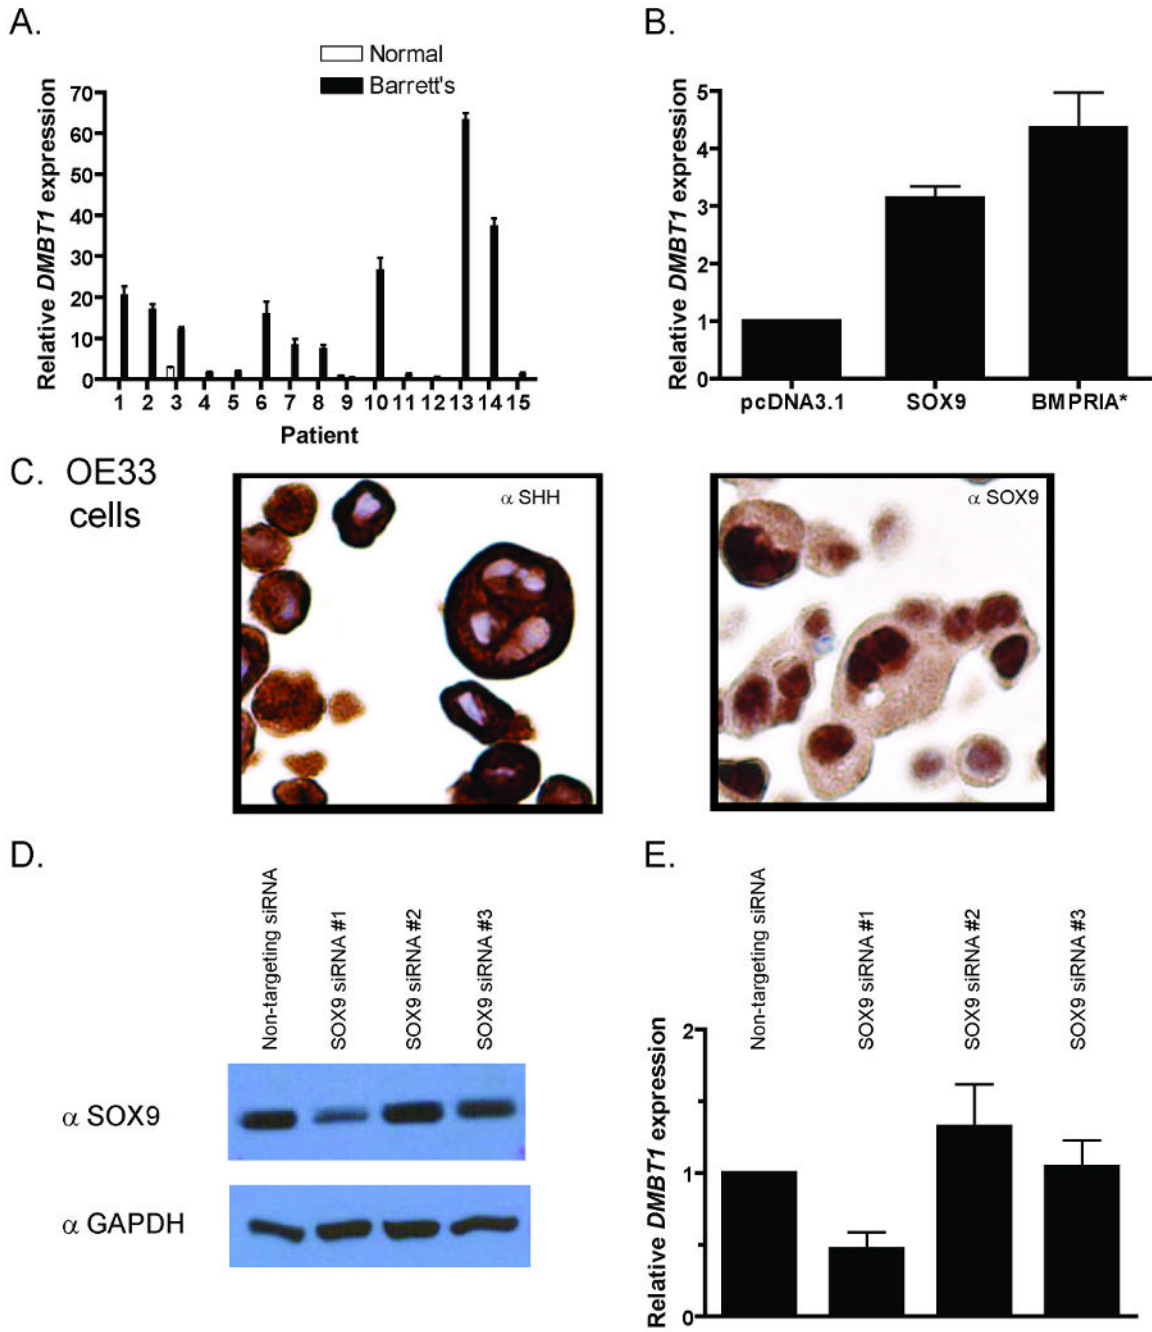 A.
Normal
Barrett's
Relative DMBT1 expression
70
60
50
40
30
20
10
0
1 2 3 4 5 6 7 8 9 10 11 12 13 14 15
Patient
B.
Relative DMBT1 expression
5
4
3
2
1
0
pcDNA3.1 SOX9 BMPRIA*
C. OE33
cells
α SHH
α SOX9
D.
Non-targeting siRNA
SOX9 siRNA #1
SOX9 siRNA #2
SOX9 siRNA #3
α SOX9
α GAPDH
E.
Non-targeting siRNA
SOX9 siRNA #1
SOX9 siRNA #2
SOX9 siRNA #3
Relative DMBT1 expression
2
1
0